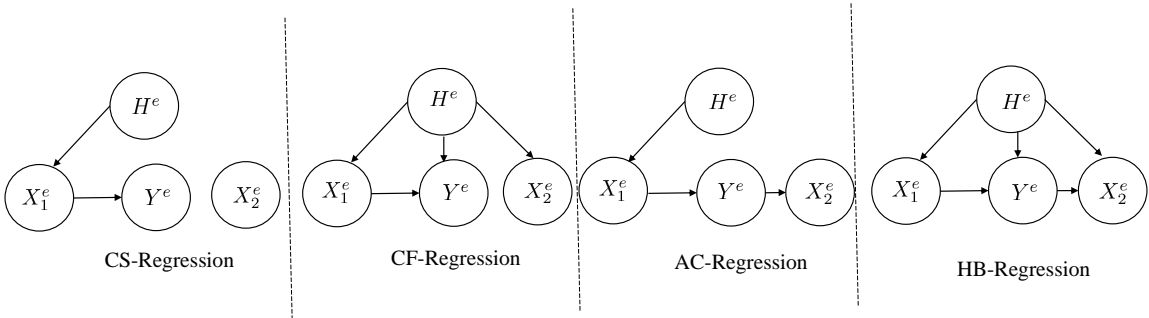 H^e
X_1^e
Y^e
X_2^e
CS-Regression
H^e
X_1^e
Y^e
X_2^e
CF-Regression
H^e
X_1^e
Y^e
X_2^e
AC-Regression
H^e
X_1^e
Y^e
X_2^e
HB-Regression